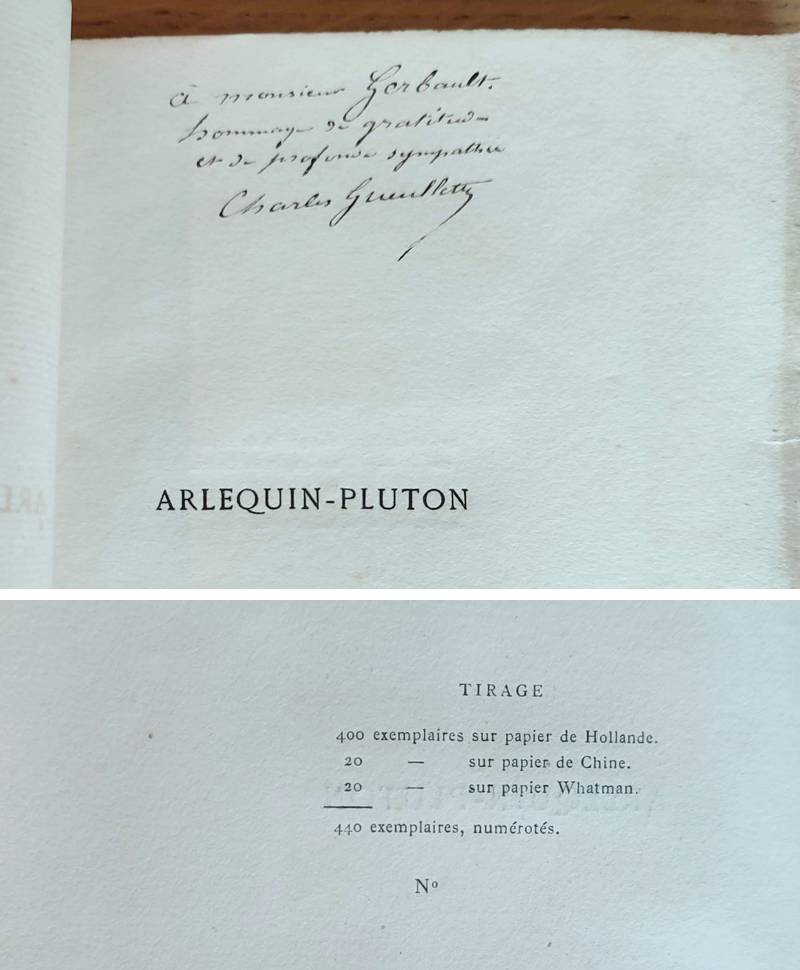 à monsieur Gerbault.
hommage de gratitude
et de profonde sympathie
Charles Gueullette
ARLEQUIN-PLUTON
TIRAGE
400 exemplaires sur papier de Hollande.
20 — sur papier de Chine.
20 — sur papier Whatman.
440 exemplaires, numérotés.
Nº